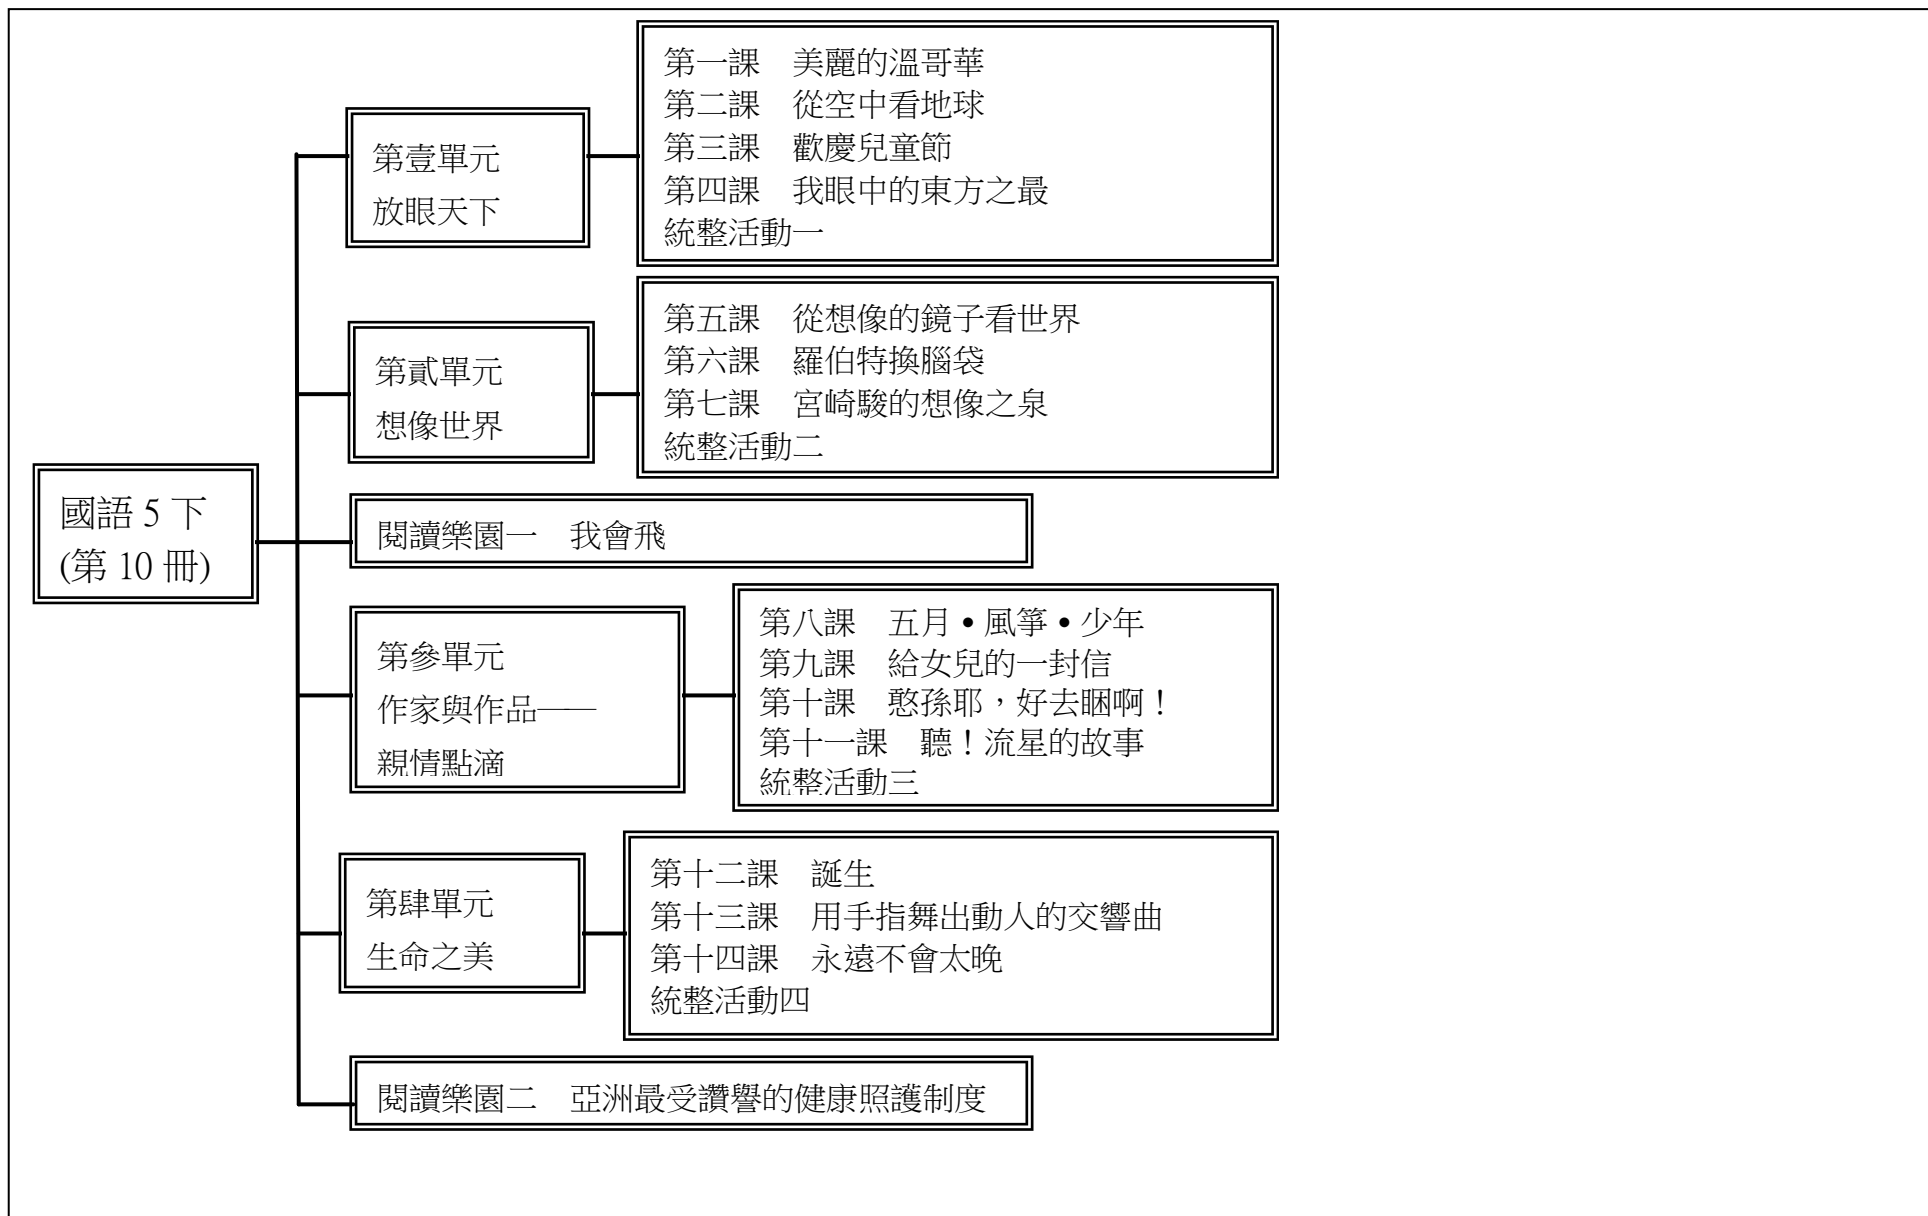 國語 5 下
(第 10 冊)
第壹單元
放眼天下
第一課　美麗的溫哥華
第二課　從空中看地球
第三課　歡慶兒童節
第四課　我眼中的東方之最
統整活動一
第貳單元
想像世界
第五課　從想像的鏡子看世界
第六課　羅伯特換腦袋
第七課　宮崎駿的想像之泉
統整活動二
閱讀樂園一　我會飛
第參單元
作家與作品——
親情點滴
第八課　五月•風箏•少年
第九課　給女兒的一封信
第十課　憨孫耶，好去睏啊！
第十一課　聽！流星的故事
統整活動三
第肆單元
生命之美
第十二課　誕生
第十三課　用手指舞出動人的交響曲
第十四課　永遠不會太晚
統整活動四
閱讀樂園二　亞洲最受讚譽的健康照護制度